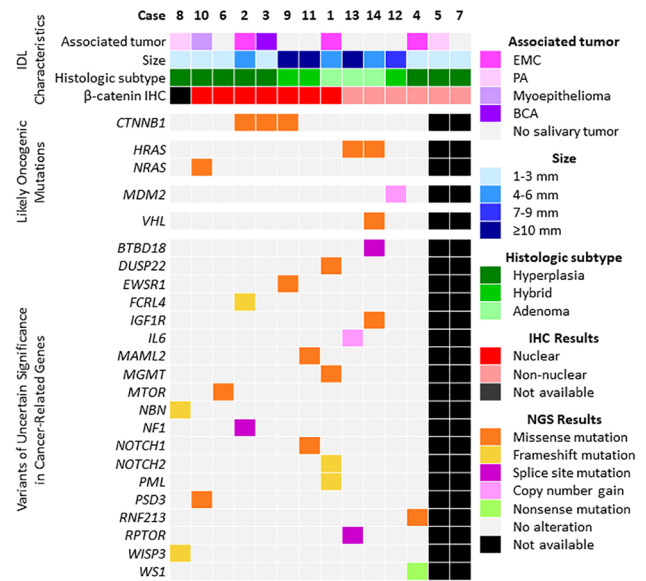 Case 8 10 6 2 3 9 11 1 13 14 12 4 5 7
IDL
Characteristics
Associated tumor
Size
Histologic subtype
β-catenin IHC
Likely Oncogenic
Mutations
CTNNB1
HRAS
NRAS
MDM2
VHL
Variants of Uncertain Significance
in Cancer-Related Genes
BTBD18
DUSP22
EWSR1
FCRL4
IGF1R
IL6
MAML2
MGMT
MTOR
NBN
NF1
NOTCH1
NOTCH2
PML
PSD3
RNF213
RPTOR
WISP3
WS1
Associated tumor
EMC
PA
Myoepithelioma
BCA
No salivary tumor
Size
1-3 mm
4-6 mm
7-9 mm
≥10 mm
Histologic subtype
Hyperplasia
Hybrid
Adenoma
IHC Results
Nuclear
Non-nuclear
Not available
NGS Results
Missense mutation
Frameshift mutation
Splice site mutation
Copy number gain
Nonsense mutation
No alteration
Not available